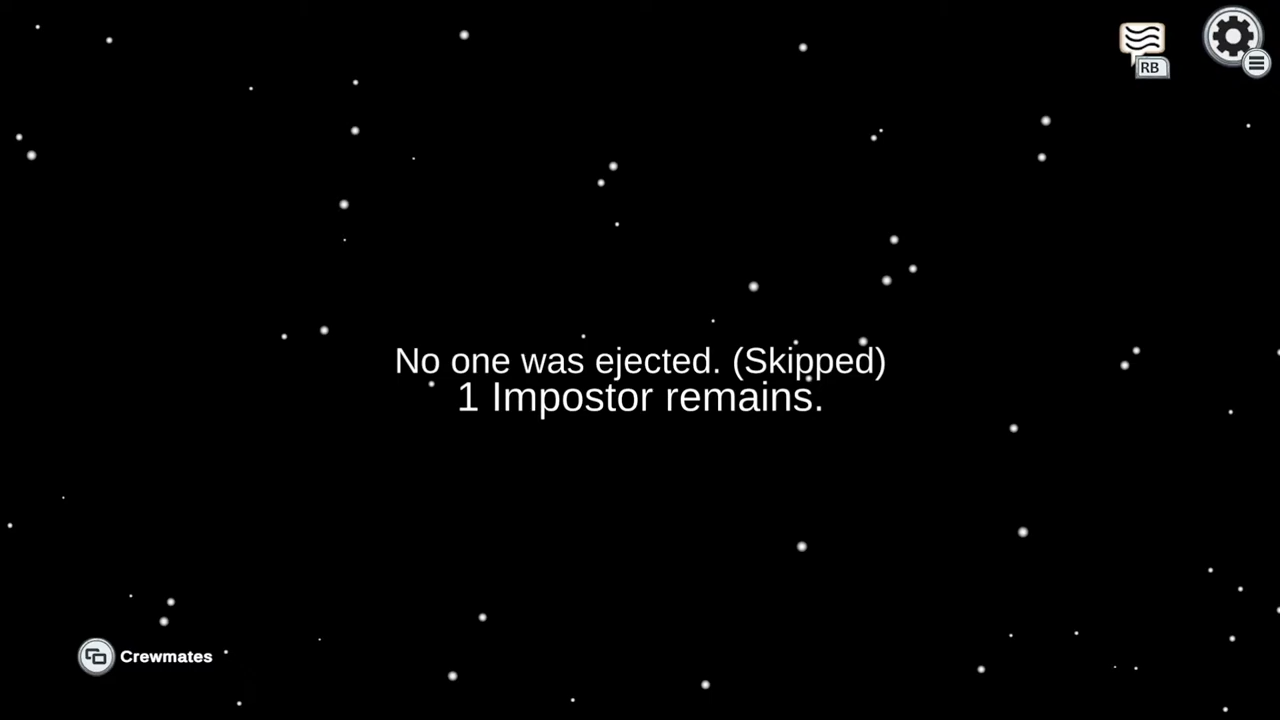 RB
No one was ejected. (Skipped)
1 Impostor remains.
Crewmates